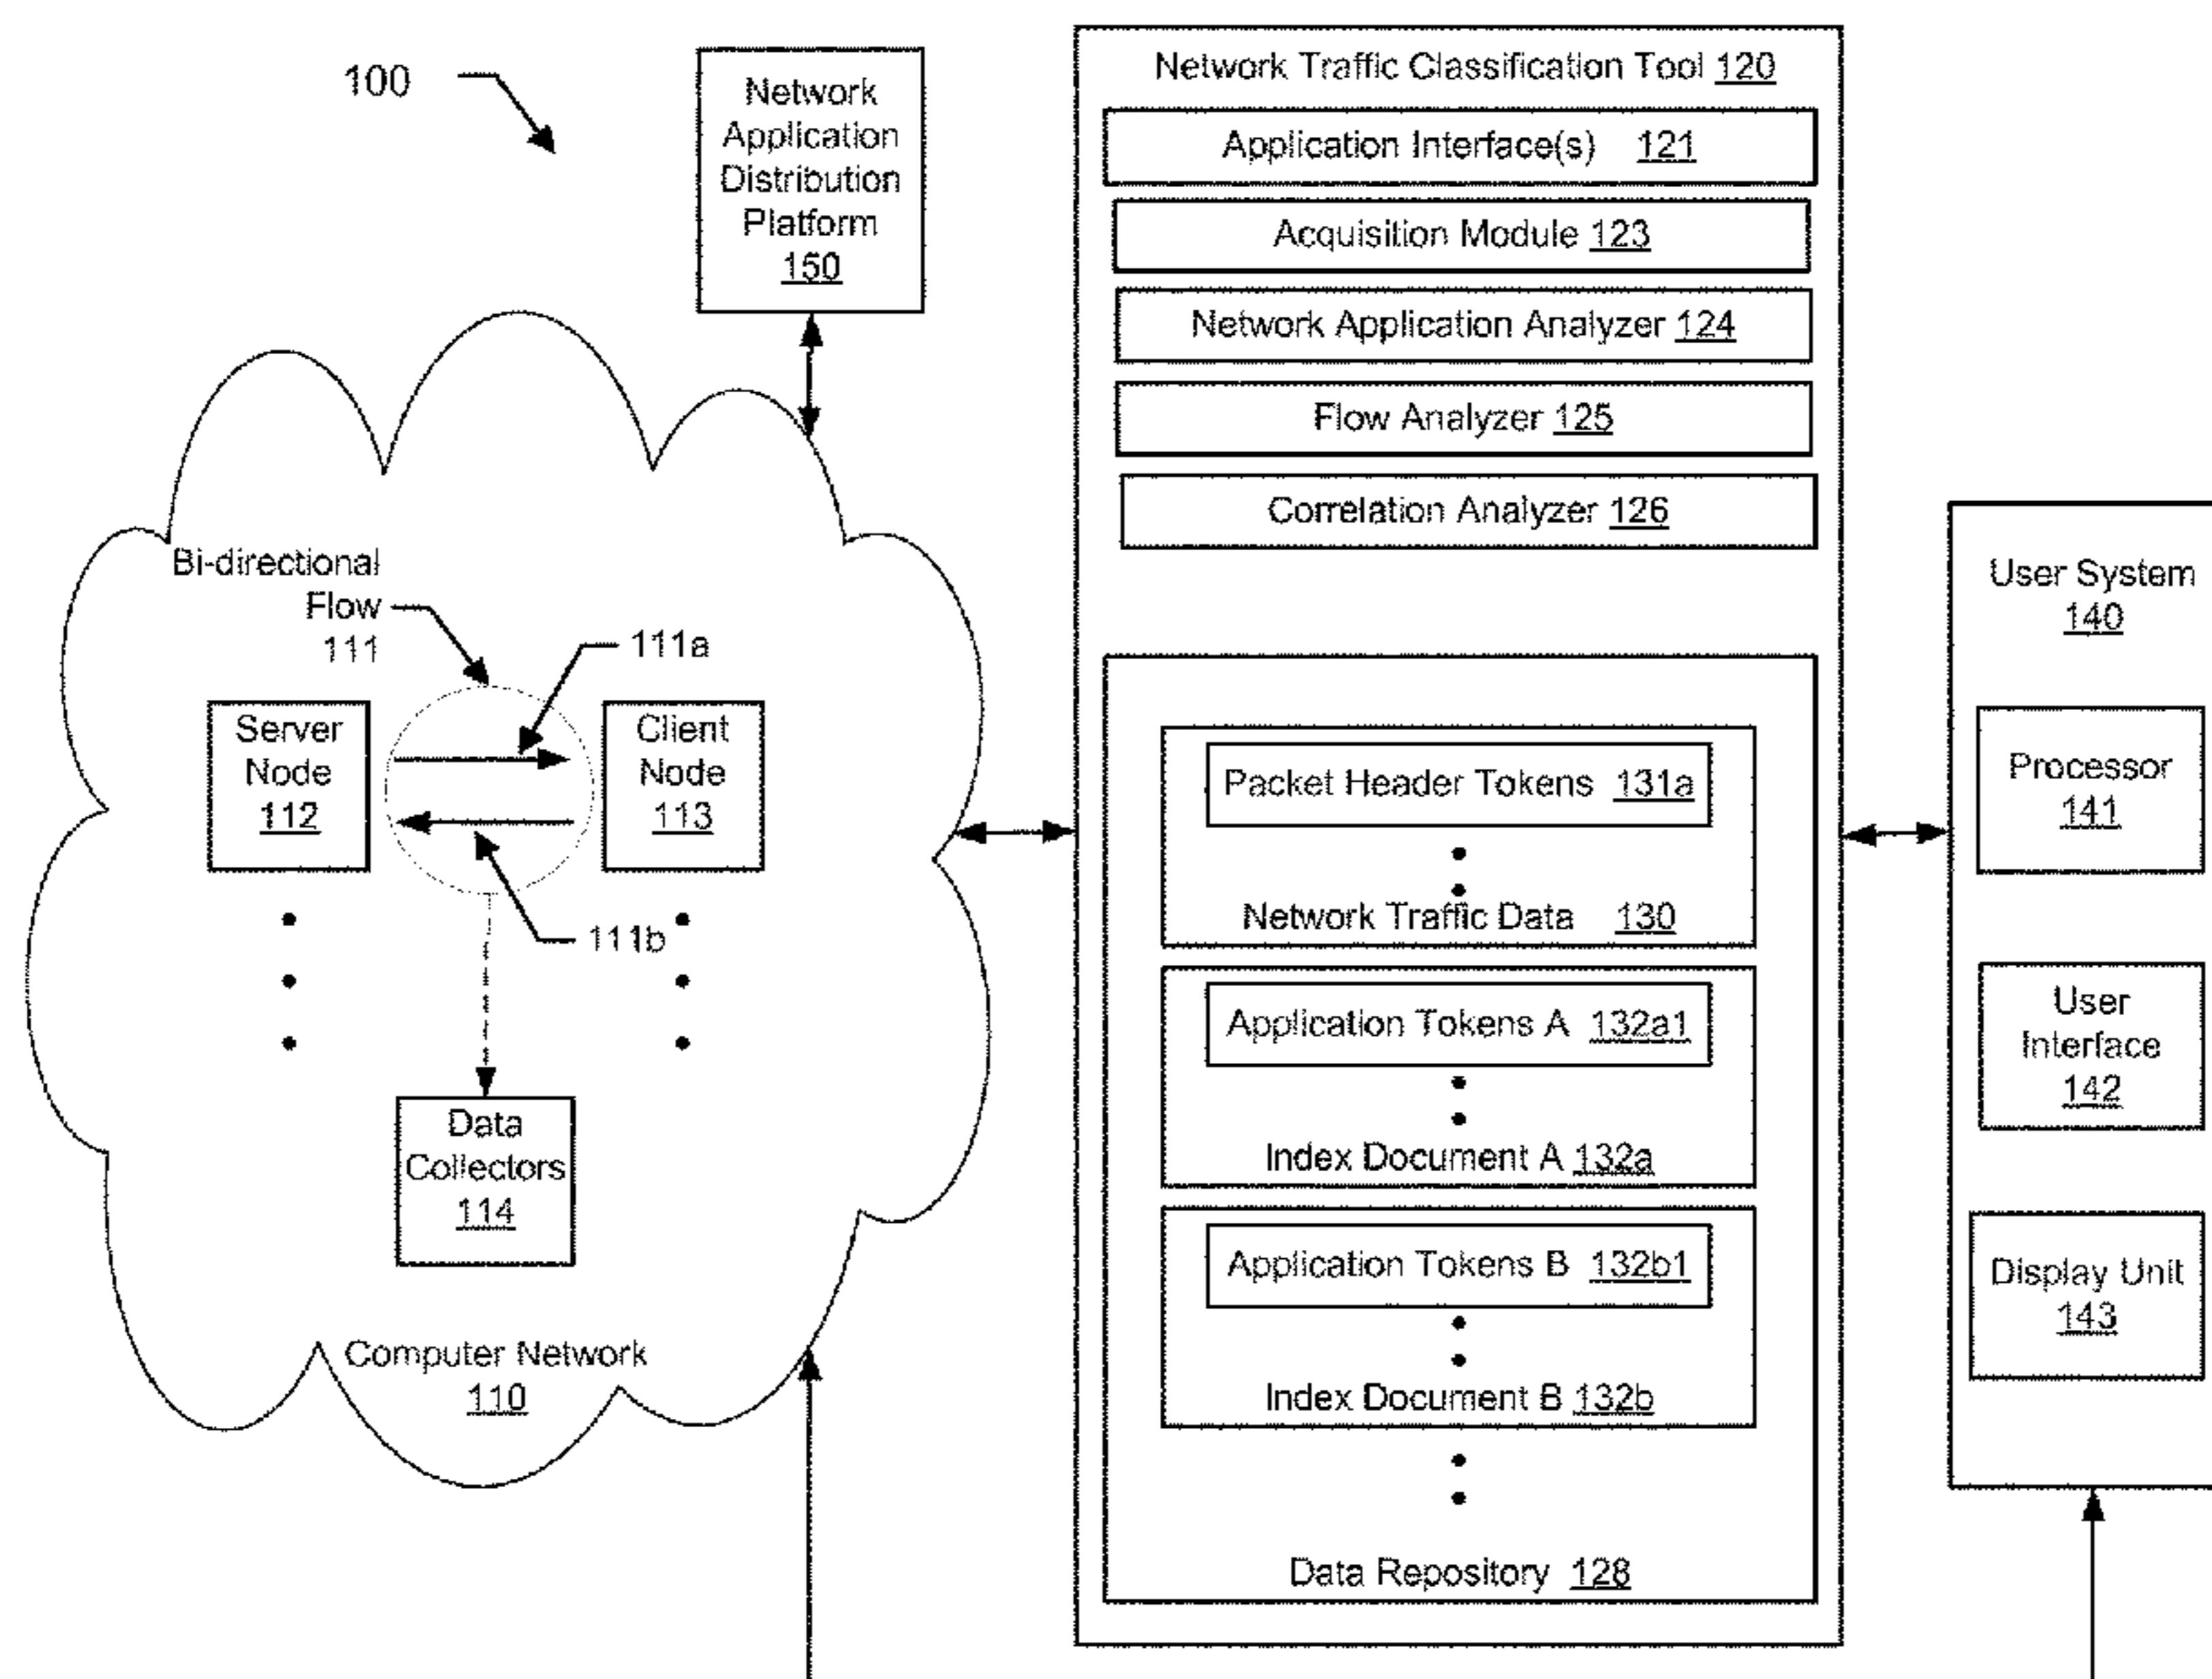 100
Network
Application
Distribution
Platform
150
Bi-directional
Flow
111
111a
Server
Node
112
Client
Node
113
111b
Data
Collectors
114
Computer Network
110
Network Traffic Classification Tool 120
Application Interface(s) 121
Acquisition Module 123
Network Application Analyzer 124
Flow Analyzer 125
Correlation Analyzer 126
Packet Header Tokens 131a
Network Traffic Data 130
Application Tokens A 132a1
Index Document A 132a
Application Tokens B 132b1
Index Document B 132b
Data Repository 128
User System
140
Processor
141
User
Interface
142
Display Unit
143